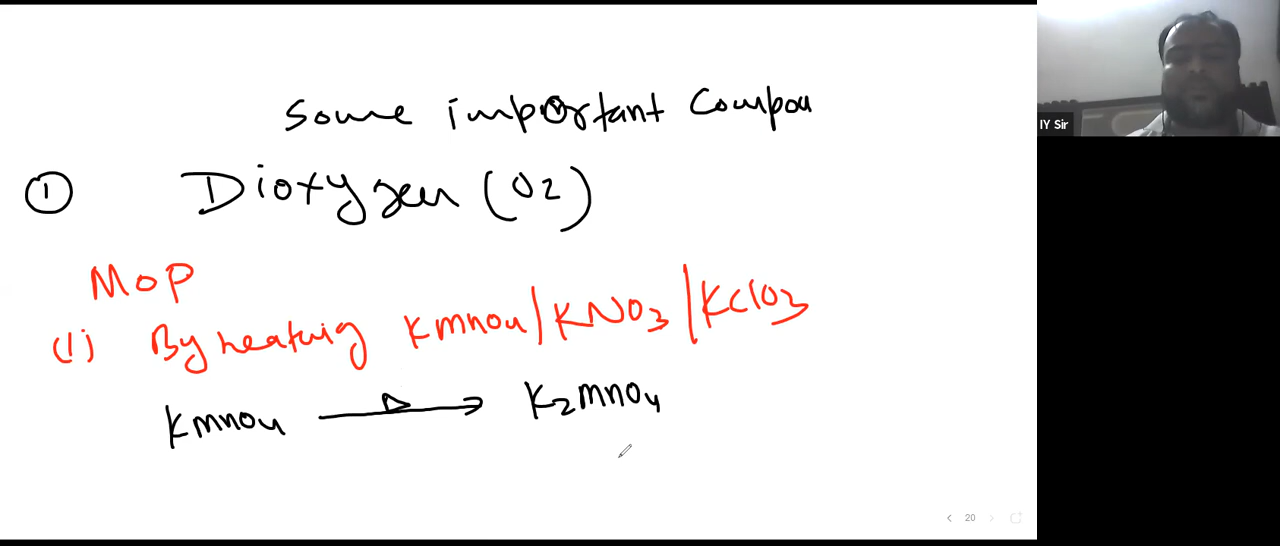 Some important Compou
① Dioxygen (O2)
MOP
(1) By heating KMnO4/KNO3/KClO3
KMnO4 —Δ→ K2MnO4
IY Sir
20